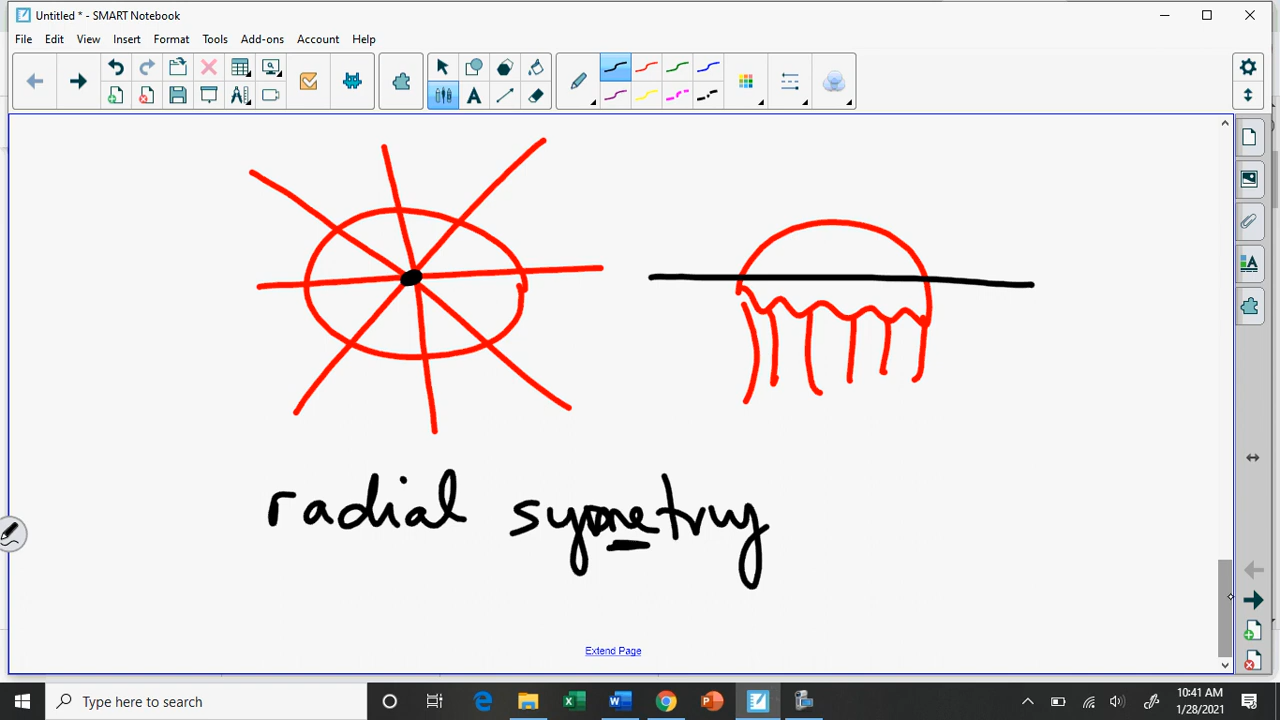 Untitled * - SMART Notebook
File Edit View Insert Format Tools Add-ons Account Help
radial symetry
Extend Page
Type here to search
10:41 AM
1/28/2021